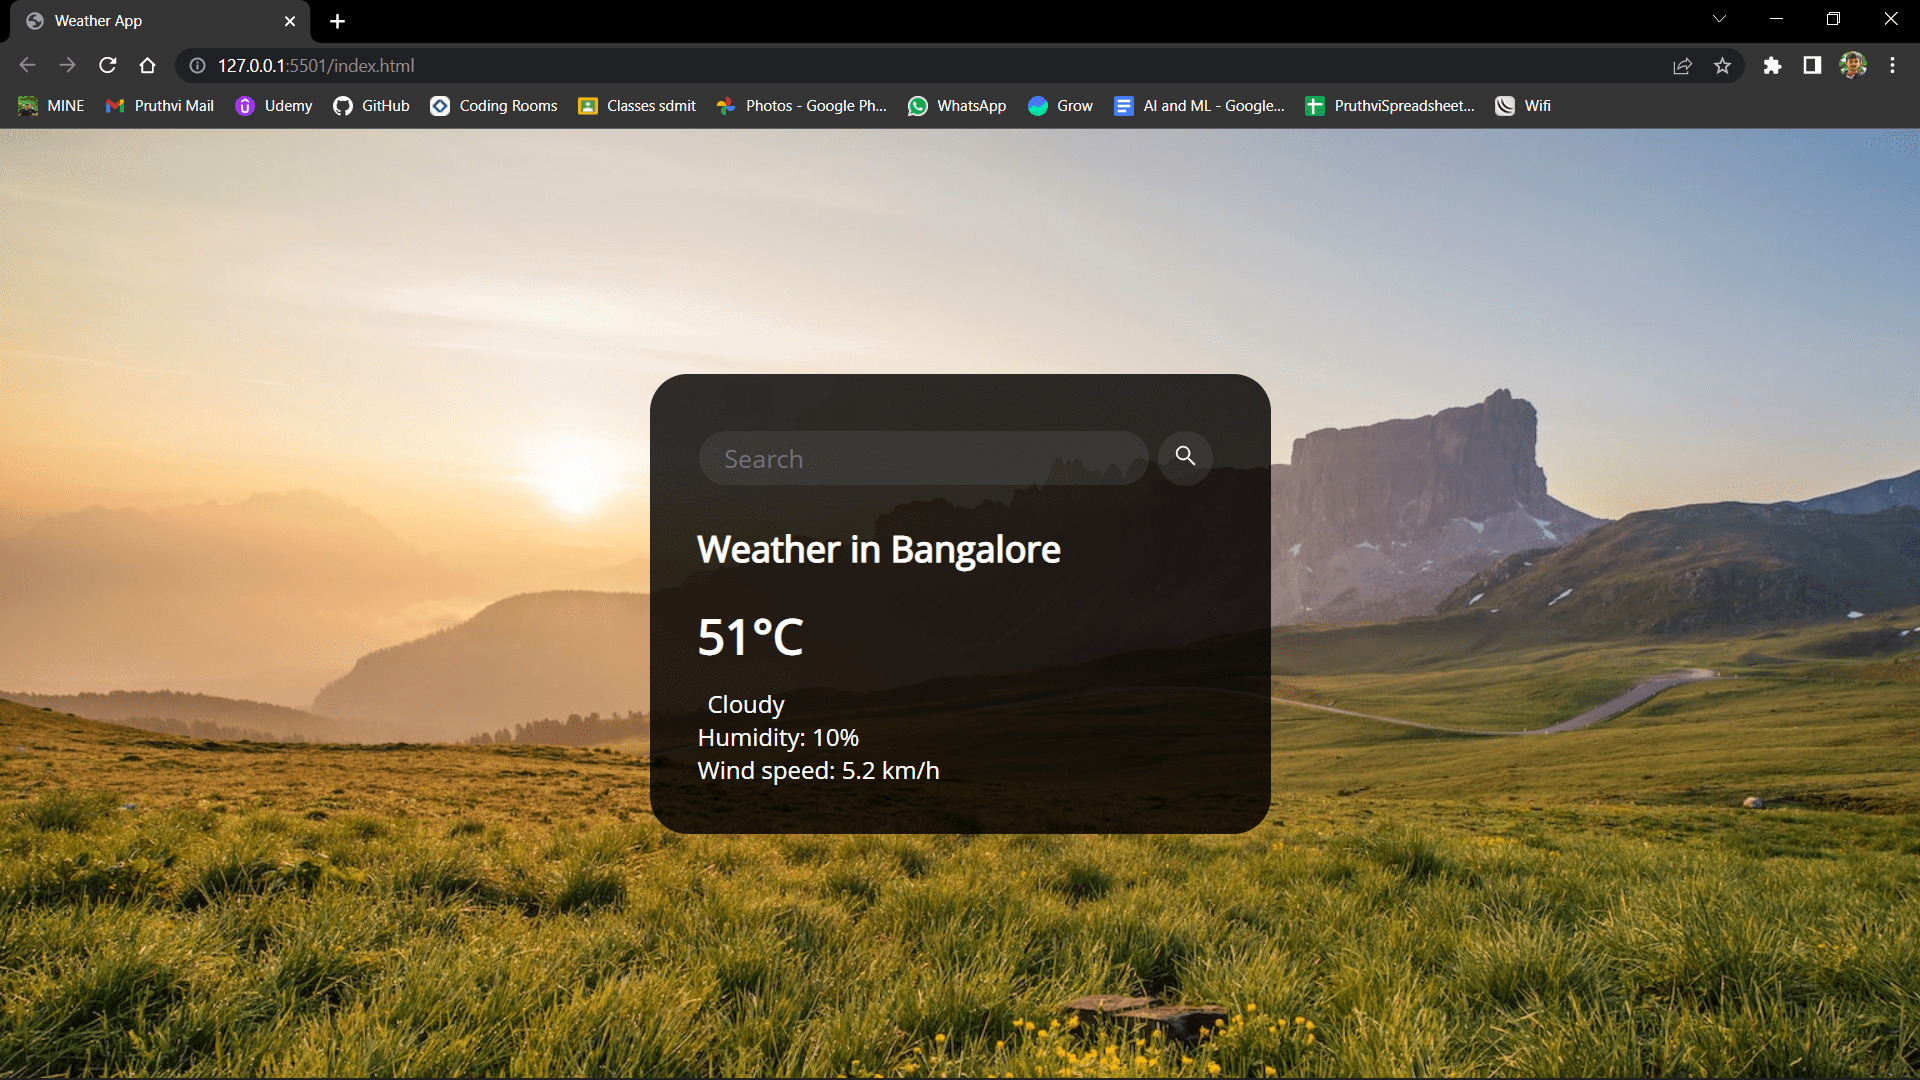 Weather App
127.0.0.1:5501/index.html
MINE Pruthvi Mail Udemy GitHub Coding Rooms Classes sdmit Photos - Google Ph... WhatsApp Grow AI and ML - Google... PruthviSpreadsheet... Wifi
Search
Weather in Bangalore
51°C
Cloudy
Humidity: 10%
Wind speed: 5.2 km/h